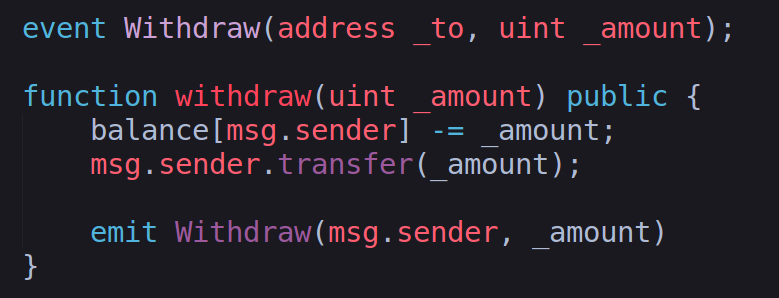 event Withdraw(address _to, uint _amount);
function withdraw(uint _amount) public {
balance[msg.sender] -= _amount;
msg.sender.transfer(_amount);
emit Withdraw(msg.sender, _amount)
}